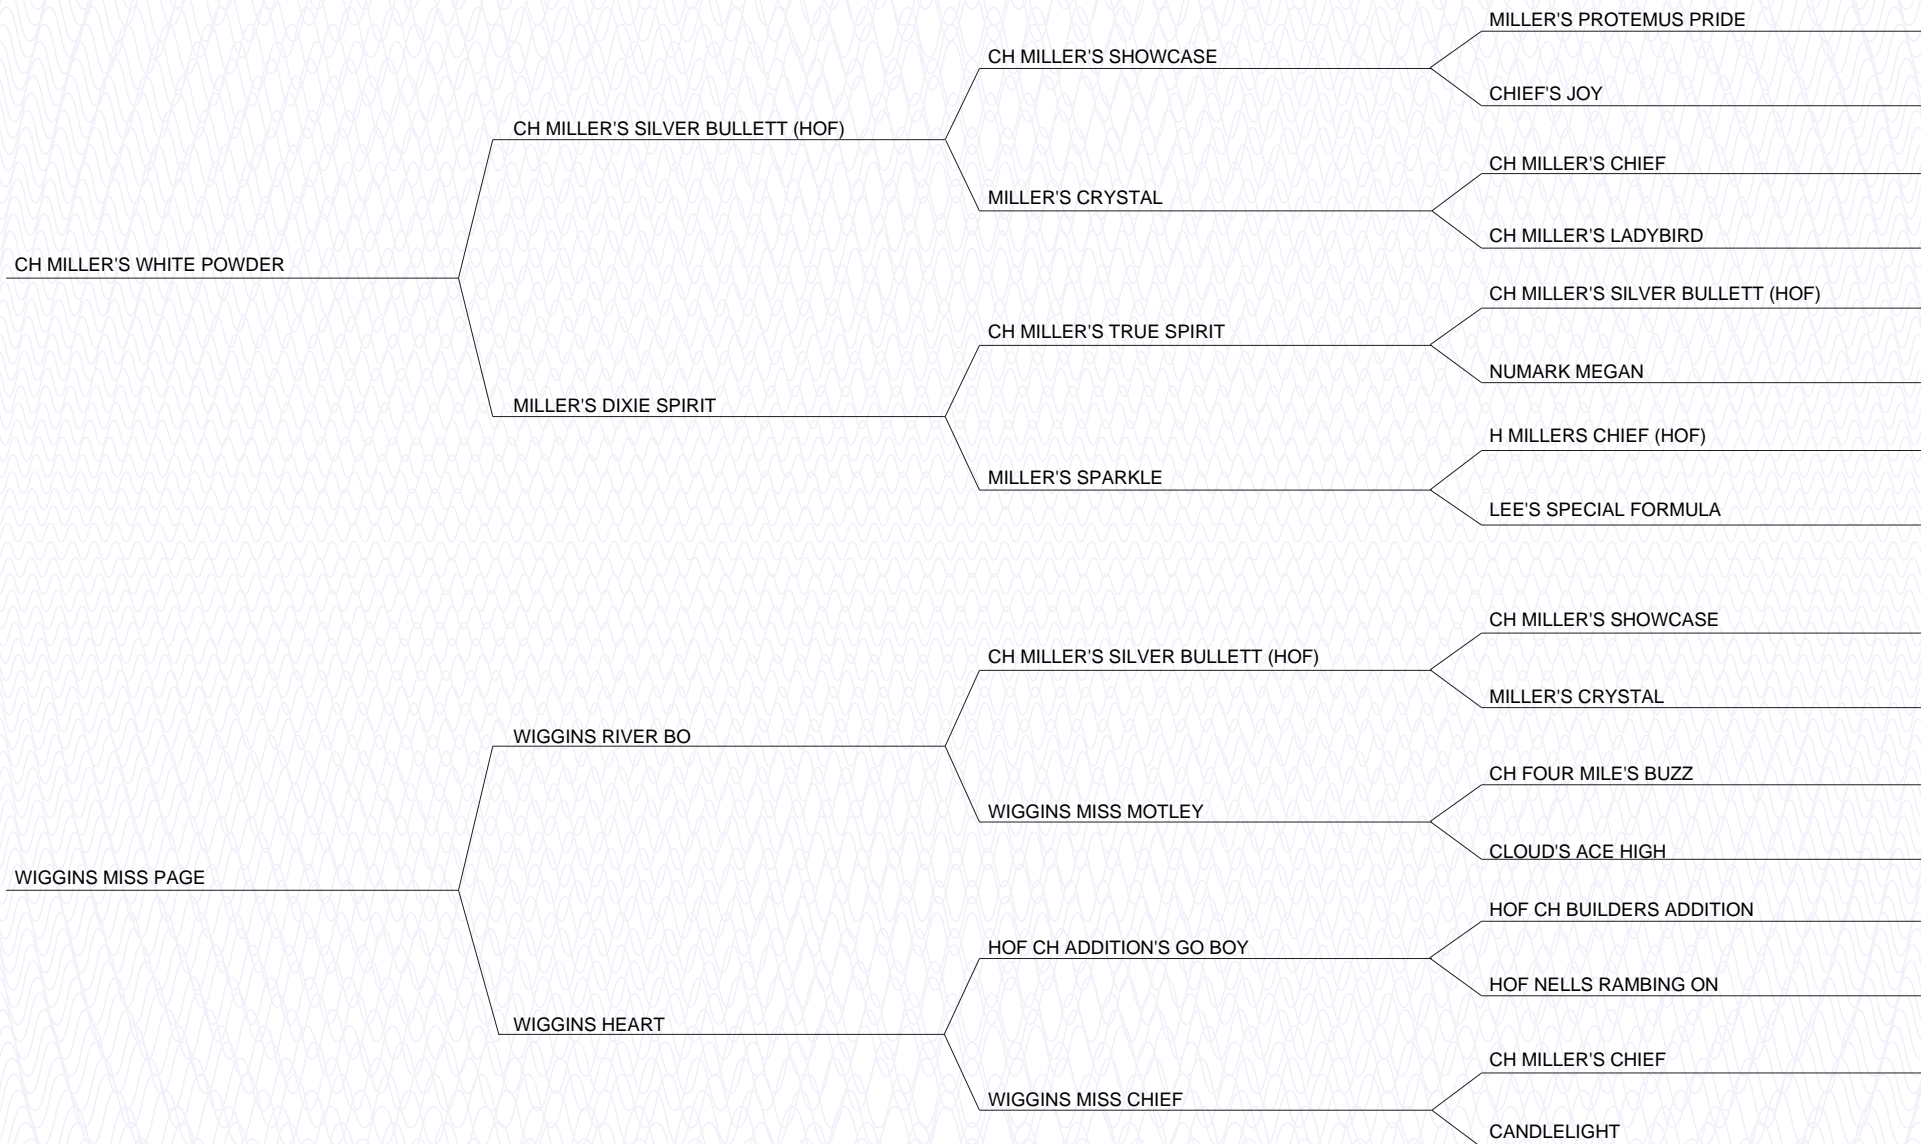 MILLER'S PROTEMUS PRIDE
CH MILLER'S SHOWCASE
CHIEF'S JOY
CH MILLER'S SILVER BULLETT (HOF)
CH MILLER'S CHIEF
MILLER'S CRYSTAL
CH MILLER'S LADYBIRD
CH MILLER'S WHITE POWDER
CH MILLER'S SILVER BULLETT (HOF)
CH MILLER'S TRUE SPIRIT
NUMARK MEGAN
MILLER'S DIXIE SPIRIT
H MILLERS CHIEF (HOF)
MILLER'S SPARKLE
LEE'S SPECIAL FORMULA
CH MILLER'S SHOWCASE
CH MILLER'S SILVER BULLETT (HOF)
MILLER'S CRYSTAL
WIGGINS RIVER BO
CH FOUR MILE'S BUZZ
WIGGINS MISS MOTLEY
CLOUD'S ACE HIGH
WIGGINS MISS PAGE
HOF CH BUILDERS ADDITION
HOF CH ADDITION'S GO BOY
HOF NELLS RAMBING ON
WIGGINS HEART
CH MILLER'S CHIEF
WIGGINS MISS CHIEF
CANDLELIGHT